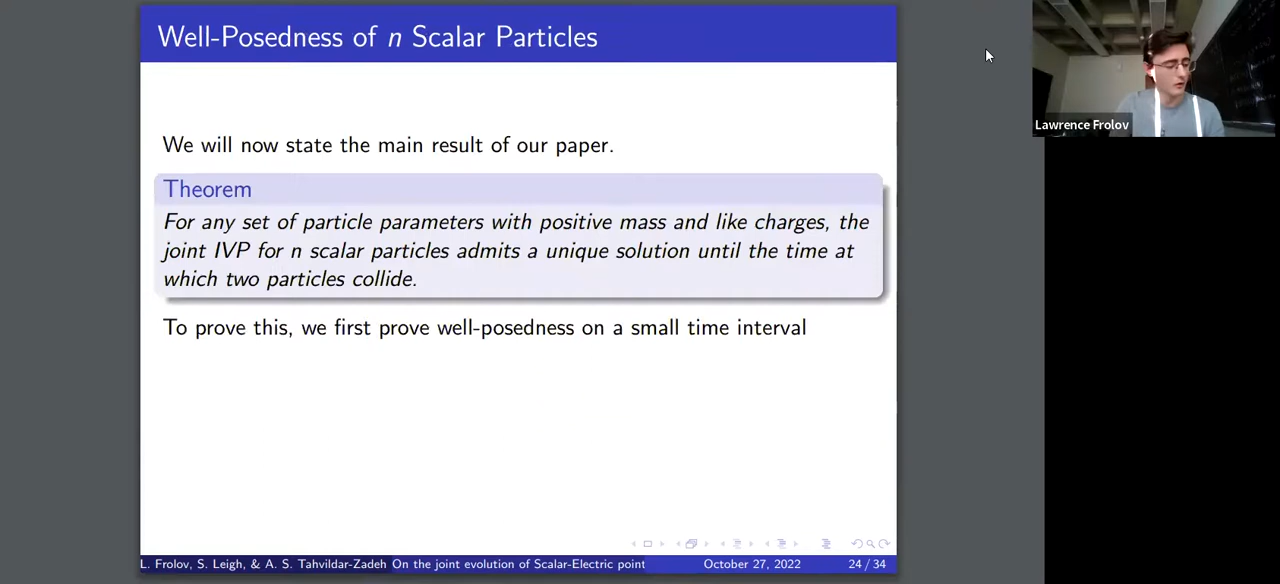 Well-Posedness of n Scalar Particles
We will now state the main result of our paper.
Theorem
For any set of particle parameters with positive mass and like charges, the
joint IVP for n scalar particles admits a unique solution until the time at
which two particles collide.
To prove this, we first prove well-posedness on a small time interval
L. Frolov, S. Leigh, & A. S. Tahvildar-Zadeh On the joint evolution of Scalar-Electric point October 27, 2022 24 / 34
Lawrence Frolov